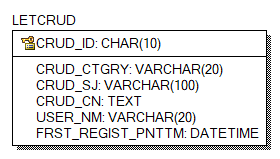 LETCRUD
CRUD_ID: CHAR(10)
CRUD_CTGRY: VARCHAR(20)
CRUD_SJ: VARCHAR(100)
CRUD_CN: TEXT
USER_NM: VARCHAR(20)
FRST_REGIST_PNTTM: DATETIME